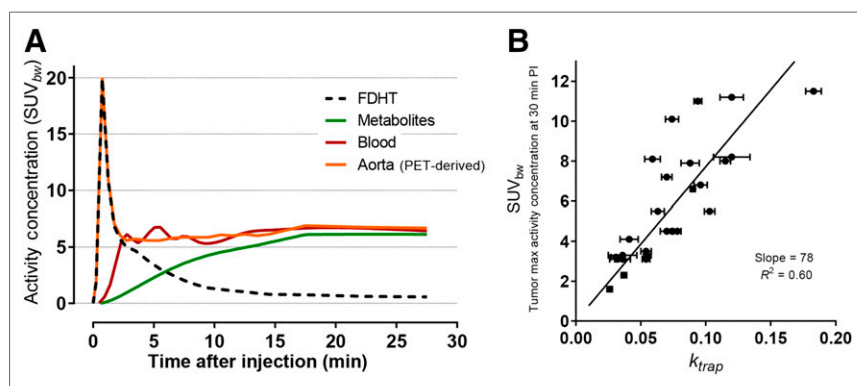 A
Activity concentration (SUVbw)
20
15
10
5
0
FDHT
Metabolites
Blood
Aorta (PET-derived)
0 5 10 15 20 25 30
Time after injection (min)
B
SUVbw
Tumor max activity concentration at 30 min PI
12
10
8
6
4
2
0
Slope = 78
R² = 0.60
0.00 0.05 0.10 0.15 0.20
ktrap